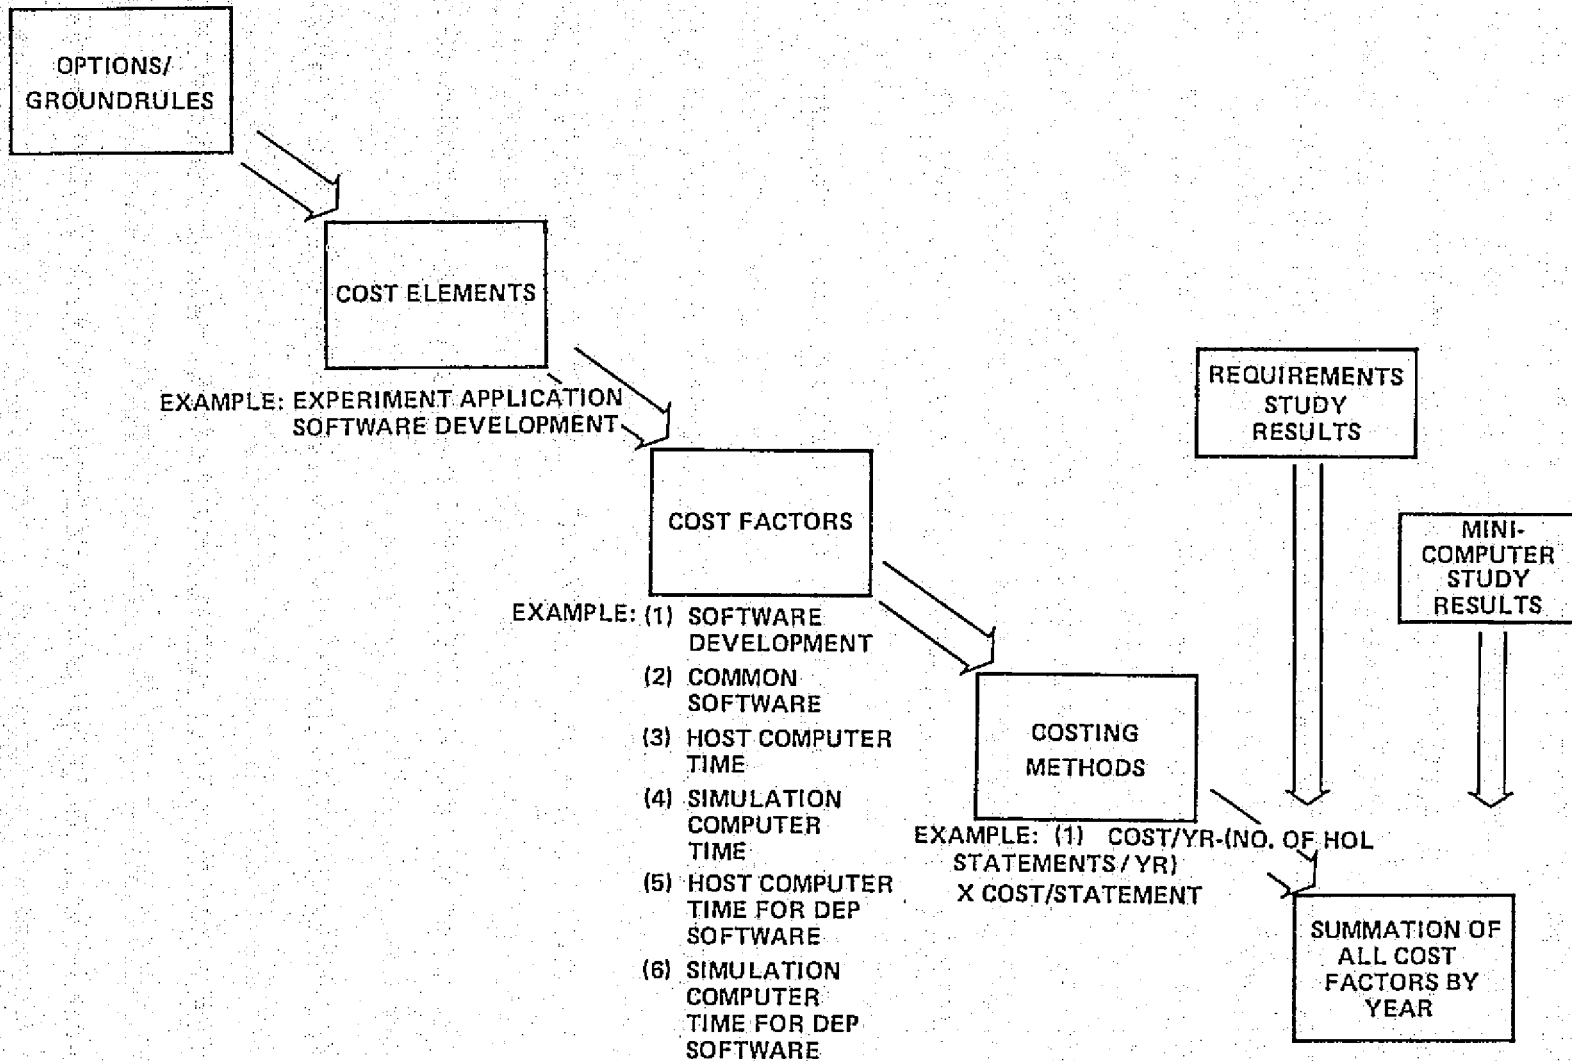 OPTIONS/
GROUNDRULES
COST ELEMENTS
EXAMPLE: EXPERIMENT APPLICATION
SOFTWARE DEVELOPMENT
COST FACTORS
EXAMPLE: (1) SOFTWARE
DEVELOPMENT
(2) COMMON
SOFTWARE
(3) HOST COMPUTER
TIME
(4) SIMULATION
COMPUTER
TIME
(5) HOST COMPUTER
TIME FOR DEP
SOFTWARE
(6) SIMULATION
COMPUTER
TIME FOR DEP
SOFTWARE
COSTING
METHODS
EXAMPLE: (1) COST/YR-(NO. OF HOL
STATEMENTS/YR)
X COST/STATEMENT
REQUIREMENTS
STUDY
RESULTS
MINI-
COMPUTER
STUDY
RESULTS
SUMMATION OF
ALL COST
FACTORS BY
YEAR